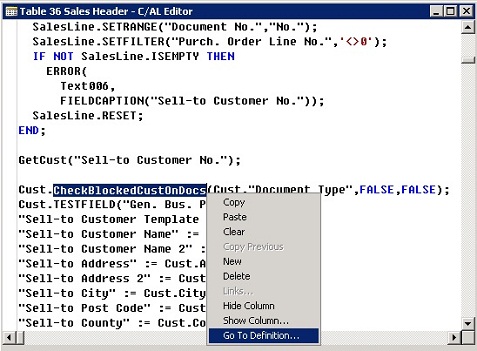 Table 36 Sales Header - C/AL Editor
SalesLine.SETRANGE("Document No.","No.");
SalesLine.SETFILTER("Purch. Order Line No.",'<>0');
IF NOT SalesLine.ISEMPTY THEN
ERROR(
Text006,
FIELDCAPTION("Sell-to Customer No."));
SalesLine.RESET;
END;
GetCust("Sell-to Customer No.");
Cust.CheckBlockedCustOnDocs(Cust,"Document Type",FALSE,FALSE);
Cust.TESTFIELD("Gen. Bus. P
"Sell-to Customer Template
"Sell-to Customer Name" :=
"Sell-to Customer Name 2" :
"Sell-to Address" := Cust.A
"Sell-to Address 2" := Cust
"Sell-to City" := Cust.City
"Sell-to Post Code" := Cust
"Sell-to County" := Cust.Co
Copy
Paste
Clear
Copy Previous
New
Delete
Links...
Hide Column
Show Column...
Go To Definition...